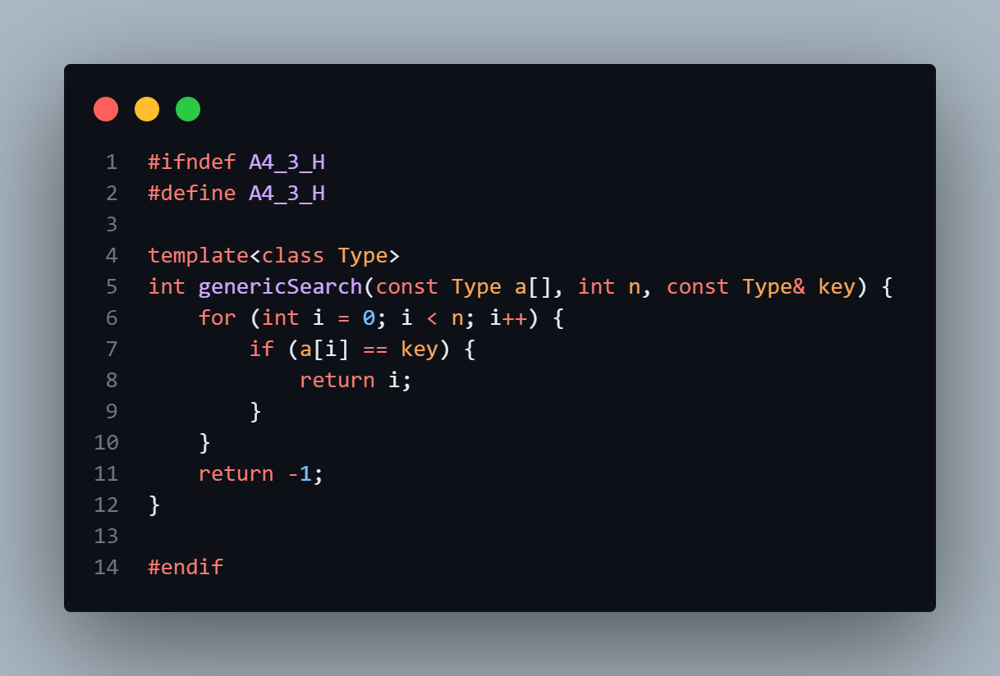 1 #ifndef A4_3_H
2 #define A4_3_H
3
4 template<class Type>
5 int genericSearch(const Type a[], int n, const Type& key) {
6     for (int i = 0; i < n; i++) {
7         if (a[i] == key) {
8             return i;
9         }
10     }
11     return -1;
12 }
13
14 #endif